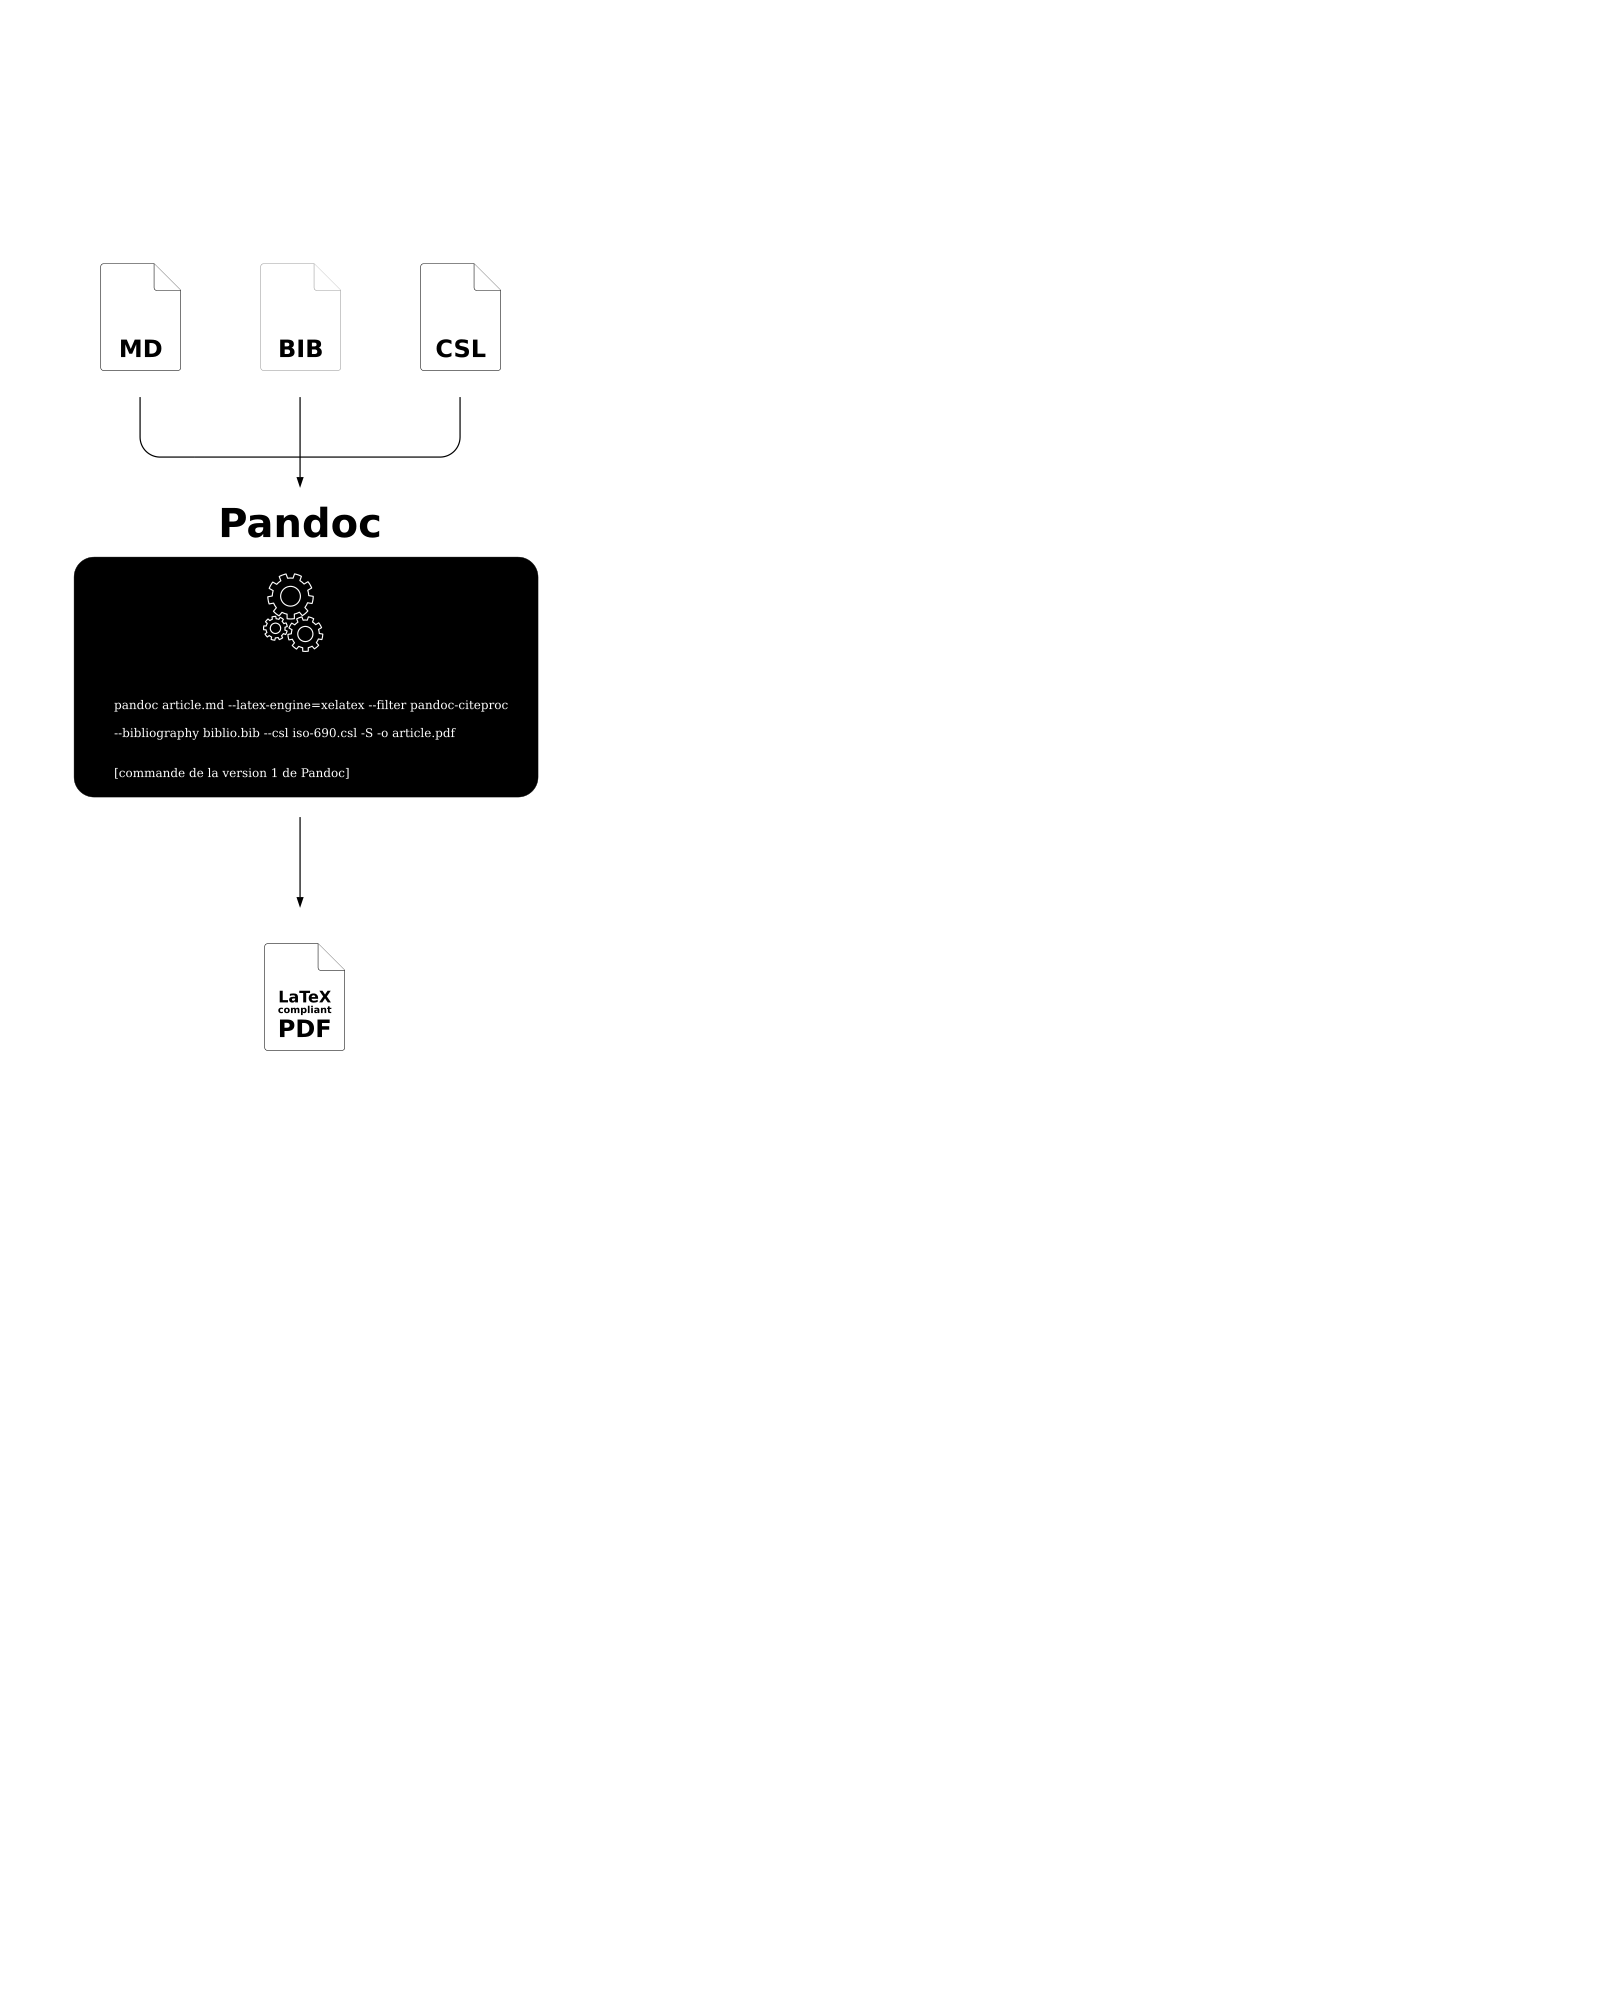 MD
BIB
CSL
Pandoc
pandoc article.md --latex-engine=xelatex --filter pandoc-citeproc
--bibliography biblio.bib --csl iso-690.csl -S -o article.pdf
[commande de la version 1 de Pandoc]
LaTeX
compliant
PDF